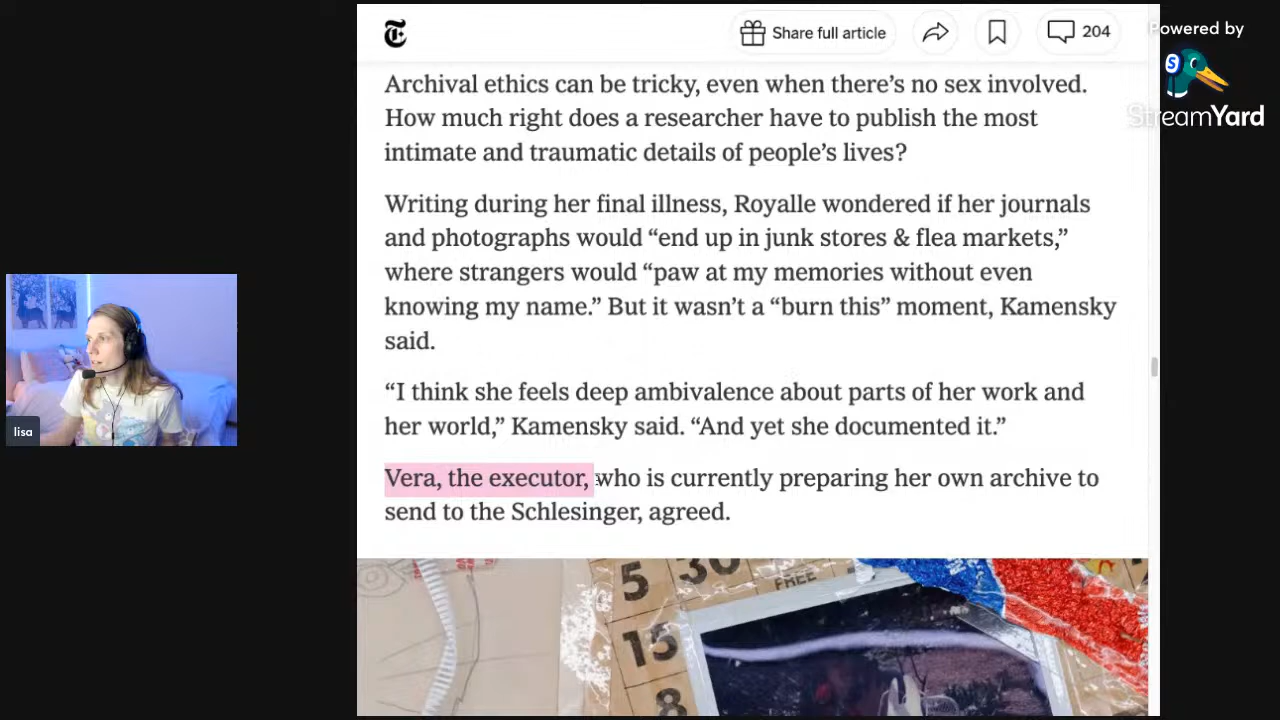 Share full article
204
Powered by
StreamYard
Archival ethics can be tricky, even when there’s no sex involved.
How much right does a researcher have to publish the most
intimate and traumatic details of people’s lives?
Writing during her final illness, Royalle wondered if her journals
and photographs would “end up in junk stores & flea markets,”
where strangers would “paw at my memories without even
knowing my name.” But it wasn’t a “burn this” moment, Kamensky
said.
“I think she feels deep ambivalence about parts of her work and
her world,” Kamensky said. “And yet she documented it.”
Vera, the executor, who is currently preparing her own archive to
send to the Schlesinger, agreed.
lisa
5 30 FREE
15
8